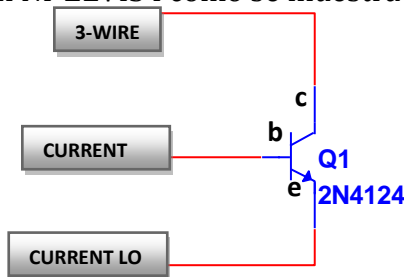 3-WIRE
c
b
CURRENT
Q1
e
2N4124
CURRENT LO